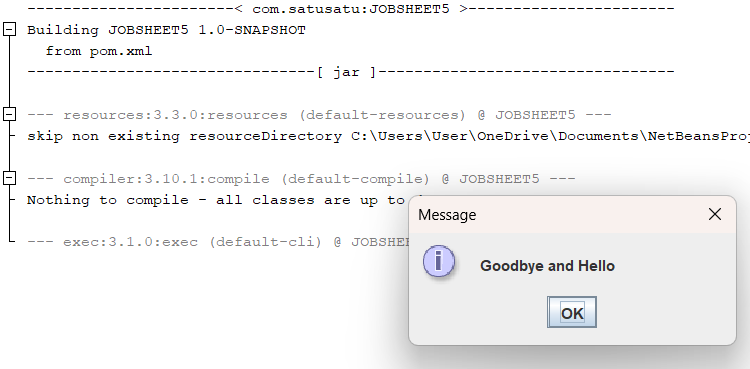 ------------------------< com.satusatu:JOBSHEET5 >------------------------
Building JOBSHEET5 1.0-SNAPSHOT
from pom.xml
--------------------------------[ jar ]---------------------------------
--- resources:3.3.0:resources (default-resources) @ JOBSHEET5 ---
skip non existing resourceDirectory C:\Users\User\OneDrive\Documents\NetBeansProj
--- compiler:3.10.1:compile (default-compile) @ JOBSHEET5 ---
Nothing to compile - all classes are up to
--- exec:3.1.0:exec (default-cli) @ JOBSHE
Message
Goodbye and Hello
OK